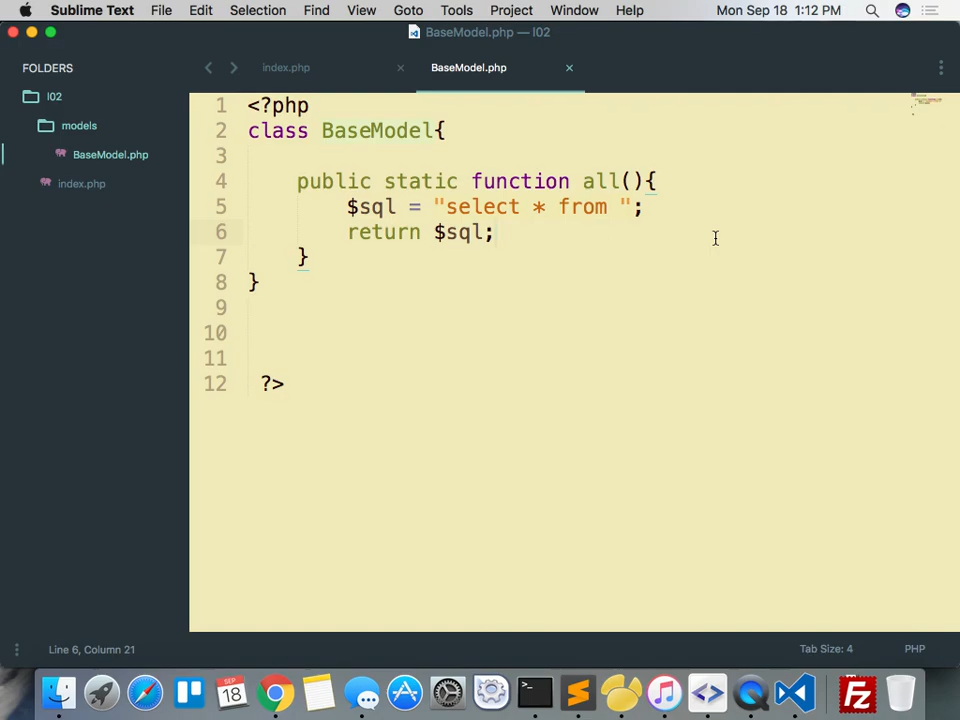 Sublime Text File Edit Selection Find View Goto Tools Project Window Help Mon Sep 18 1:12 PM
BaseModel.php — l02
FOLDERS
l02
models
BaseModel.php
index.php
index.php BaseModel.php
1 <?php
2 class BaseModel{
3
4 public static function all(){
5 $sql = "select * from ";
6 return $sql;
7 }
8 }
9
10
11
12 ?>
Line 6, Column 21 Tab Size: 4 PHP
SEP
18
Fz